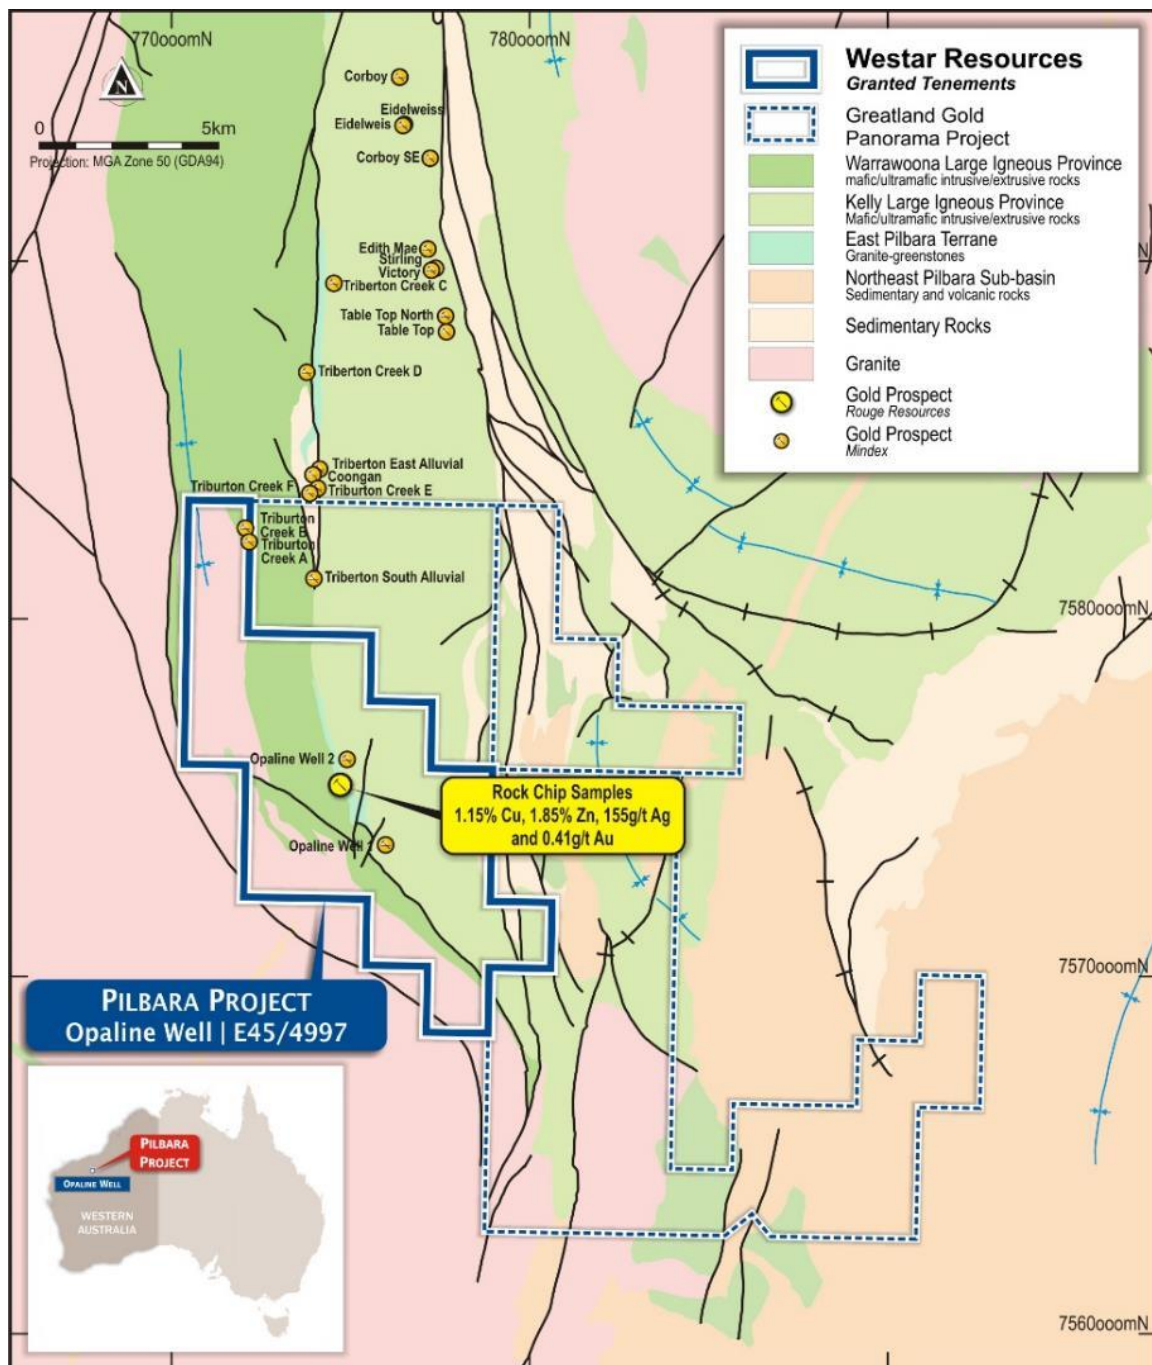 770000mN
780000mN
N
0 5km
Projection: MGA Zone 50 (GDA94)
Westar Resources
Granted Tenements
Greatland Gold
Panorama Project
Warrawoona Large Igneous Province
mafic/ultramafic intrusive/extrusive rocks
Kelly Large Igneous Province
Mafic/ultramafic intrusive/extrusive rocks
East Pilbara Terrane
Granite-greenstones
Northeast Pilbara Sub-basin
Sedimentary and volcanic rocks
Sedimentary Rocks
Granite
Gold Prospect
Rouge Resources
Gold Prospect
Mindex
Corboy
Eidelweiss
Eidelweis
Corboy SE
Edith Mae
Stirling
Victory
Triberton Creek C
Table Top North
Table Top
Triberton Creek D
Triberton East Alluvial
Coongan
Triburton Creek F
Triburton Creek E
Triburton
Creek B
Triburton
Creek A
Triberton South Alluvial
7580000mN
Opaline Well 2
Rock Chip Samples
1.15% Cu, 1.85% Zn, 155g/t Ag
and 0.41g/t Au
Opaline Well
7570000mN
PILBARA PROJECT
Opaline Well | E45/4997
PILBARA
PROJECT
OPALINE WELL
WESTERN
AUSTRALIA
7560000mN